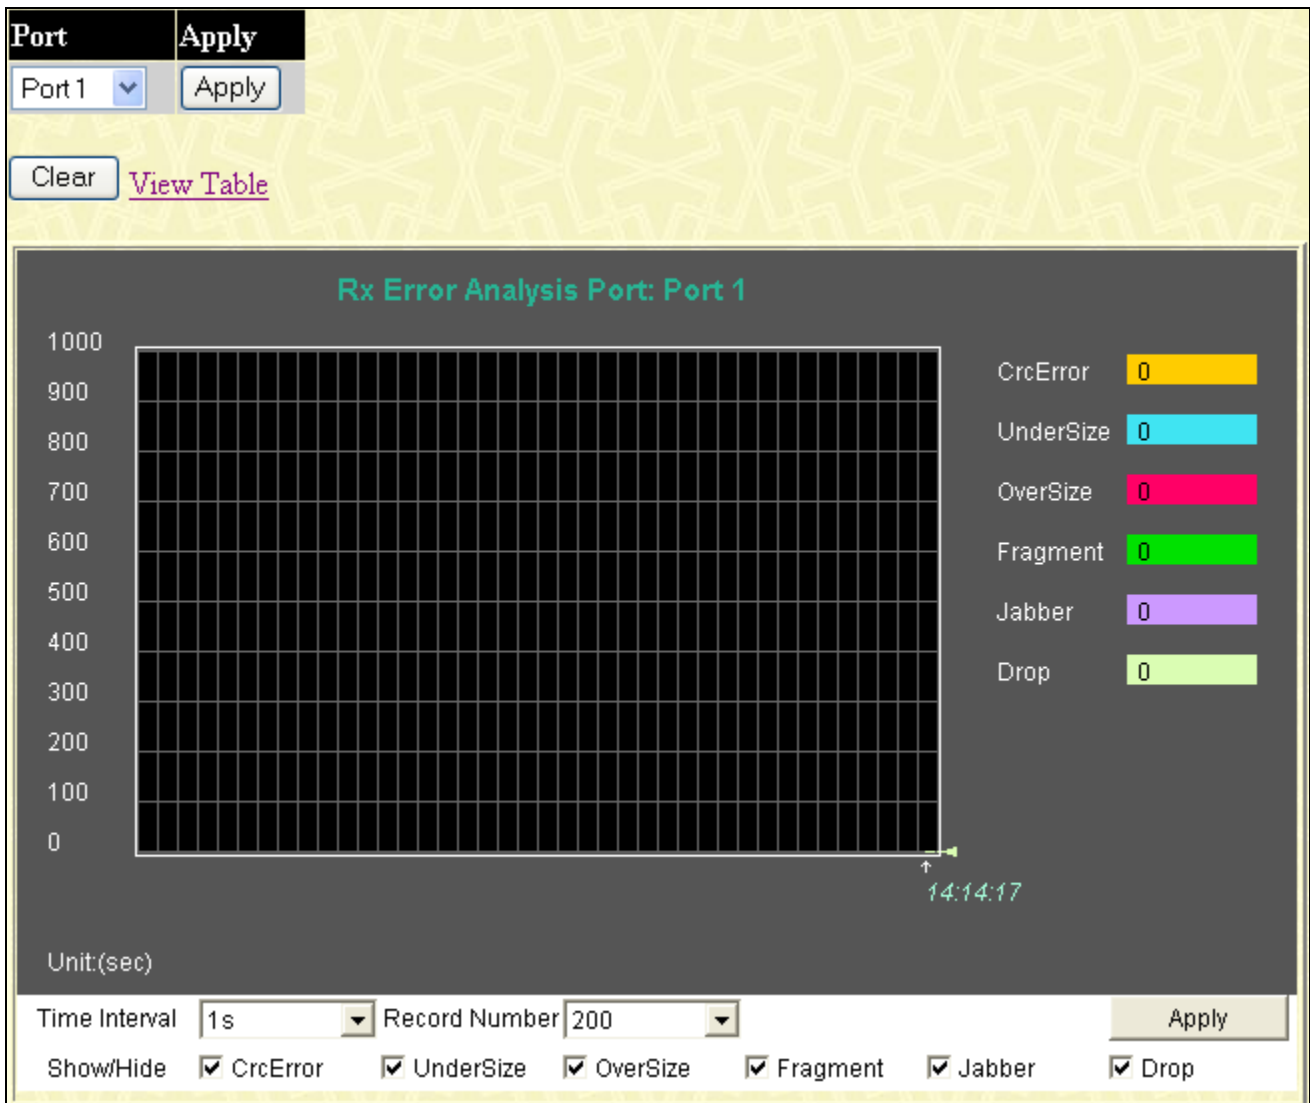 Port Apply
Port 1 Apply
Clear View Table
Rx Error Analysis Port: Port 1
1000
900
800
700
600
500
400
300
200
100
0
CrcError 0
UnderSize 0
OverSize 0
Fragment 0
Jabber 0
Drop 0
14:14:17
Unit:(sec)
Time Interval 1s Record Number 200 Apply
Show/Hide CrcError UnderSize OverSize Fragment Jabber Drop